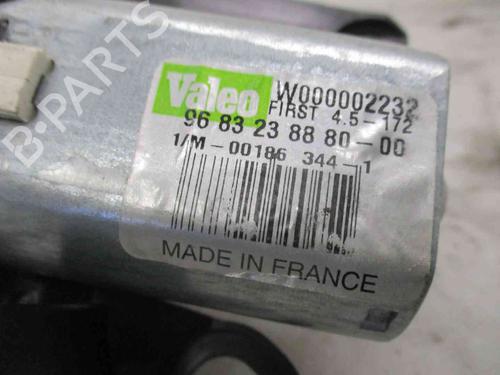 Valeo
W000002232
FIRST 4.5-172
96 83 23 88 80-00
1/M-00186 344-1
MADE IN FRANCE
B-PARTS